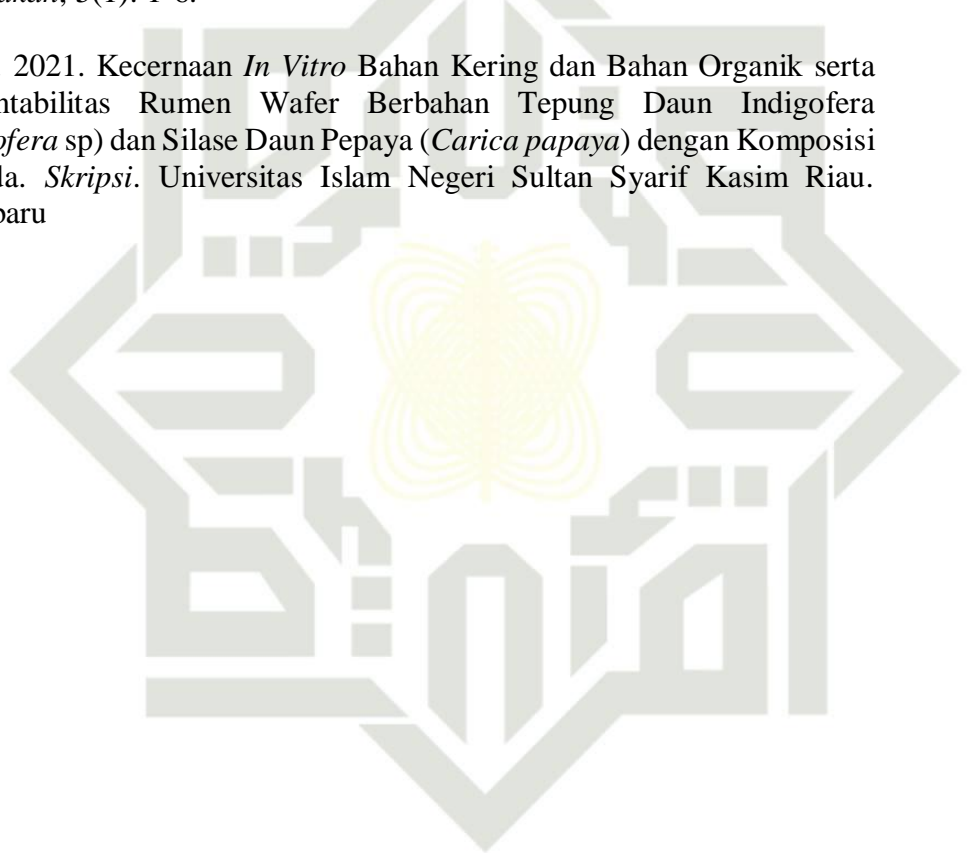 2021. Kecernaan In Vitro Bahan Kering dan Bahan Organik serta
ntabilitas Rumen Wafer Berbahan Tepung Daun Indigofera
ofera sp) dan Silase Daun Pepaya (Carica papaya) dengan Komposisi
da. Skripsi. Universitas Islam Negeri Sultan Syarif Kasim Riau.
baru